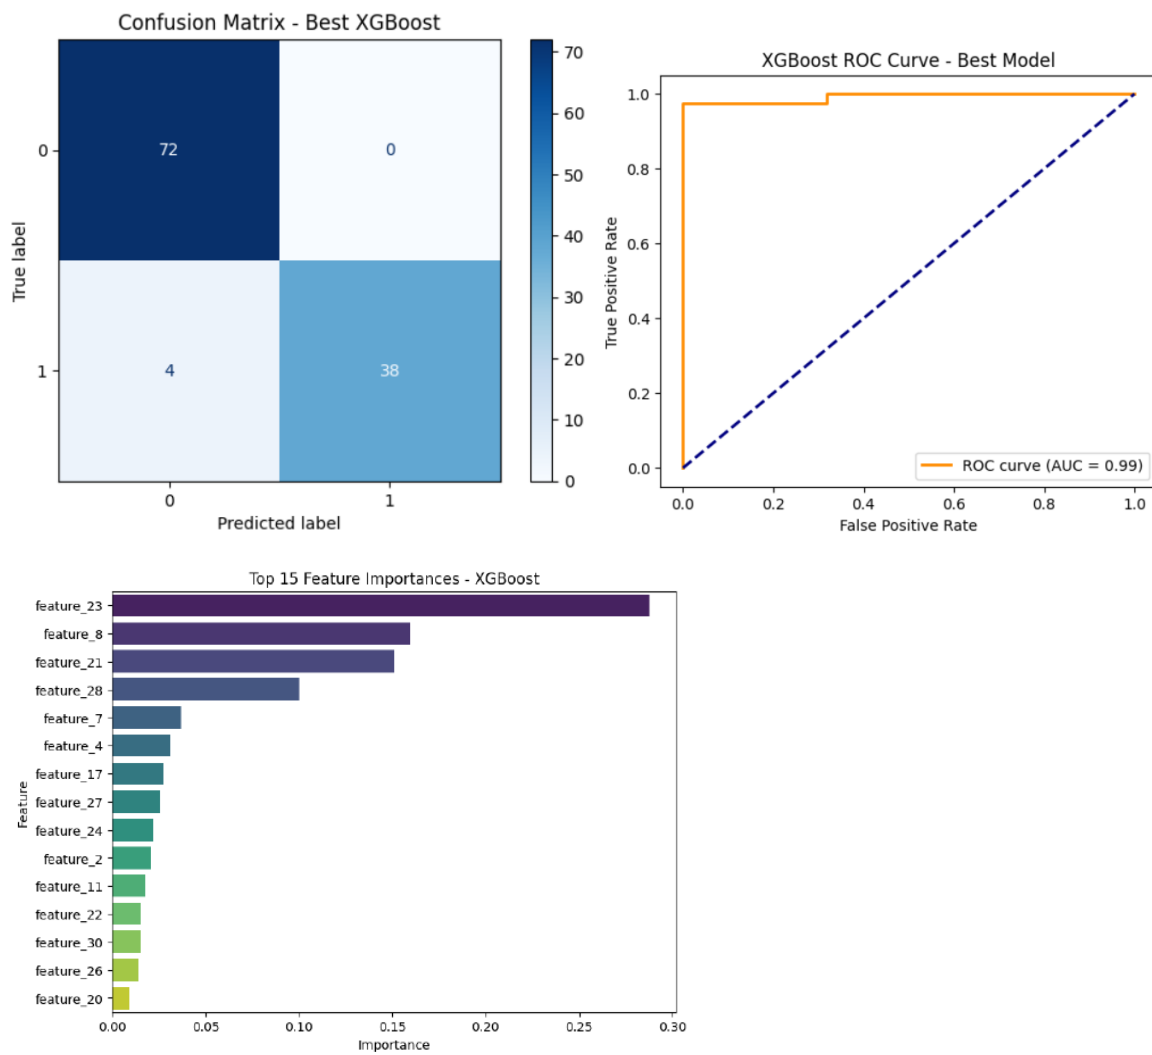 Confusion Matrix - Best XGBoost
True label
0
1
72
0
4
38
0
1
Predicted label
70
60
50
40
30
20
10
0
XGBoost ROC Curve - Best Model
True Positive Rate
1.0
0.8
0.6
0.4
0.2
0.0
ROC curve (AUC = 0.99)
0.0
0.2
0.4
0.6
0.8
1.0
False Positive Rate
Top 15 Feature Importances - XGBoost
Feature
feature_23
feature_8
feature_21
feature_28
feature_7
feature_4
feature_17
feature_27
feature_24
feature_2
feature_11
feature_22
feature_30
feature_26
feature_20
0.00
0.05
0.10
0.15
0.20
0.25
0.30
Importance